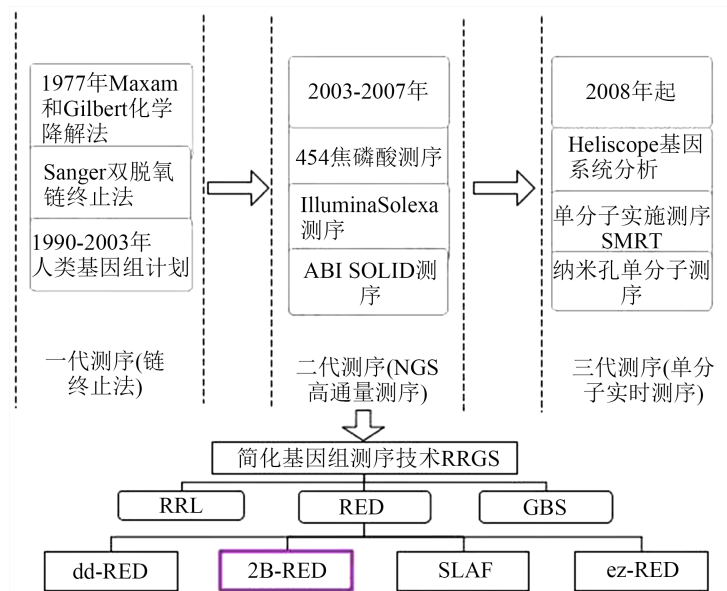 1977年Maxam
和Gilbert化学
降解法
Sanger双脱氧
链终止法
1990-2003年
人类基因组计划
一代测序(链
终止法)
2003-2007年
454焦磷酸测序
IlluminaSolexa
测序
ABI SOLID测
序
二代测序(NGS
高通量测序)
2008年起
Heliscope基因
系统分析
单分子实施测序
SMRT
纳米孔单分子测
序
三代测序(单分
子实时测序)
简化基因组测序技术RRGS
RRL
RED
GBS
dd-RED
2B-RED
SLAF
ez-RED